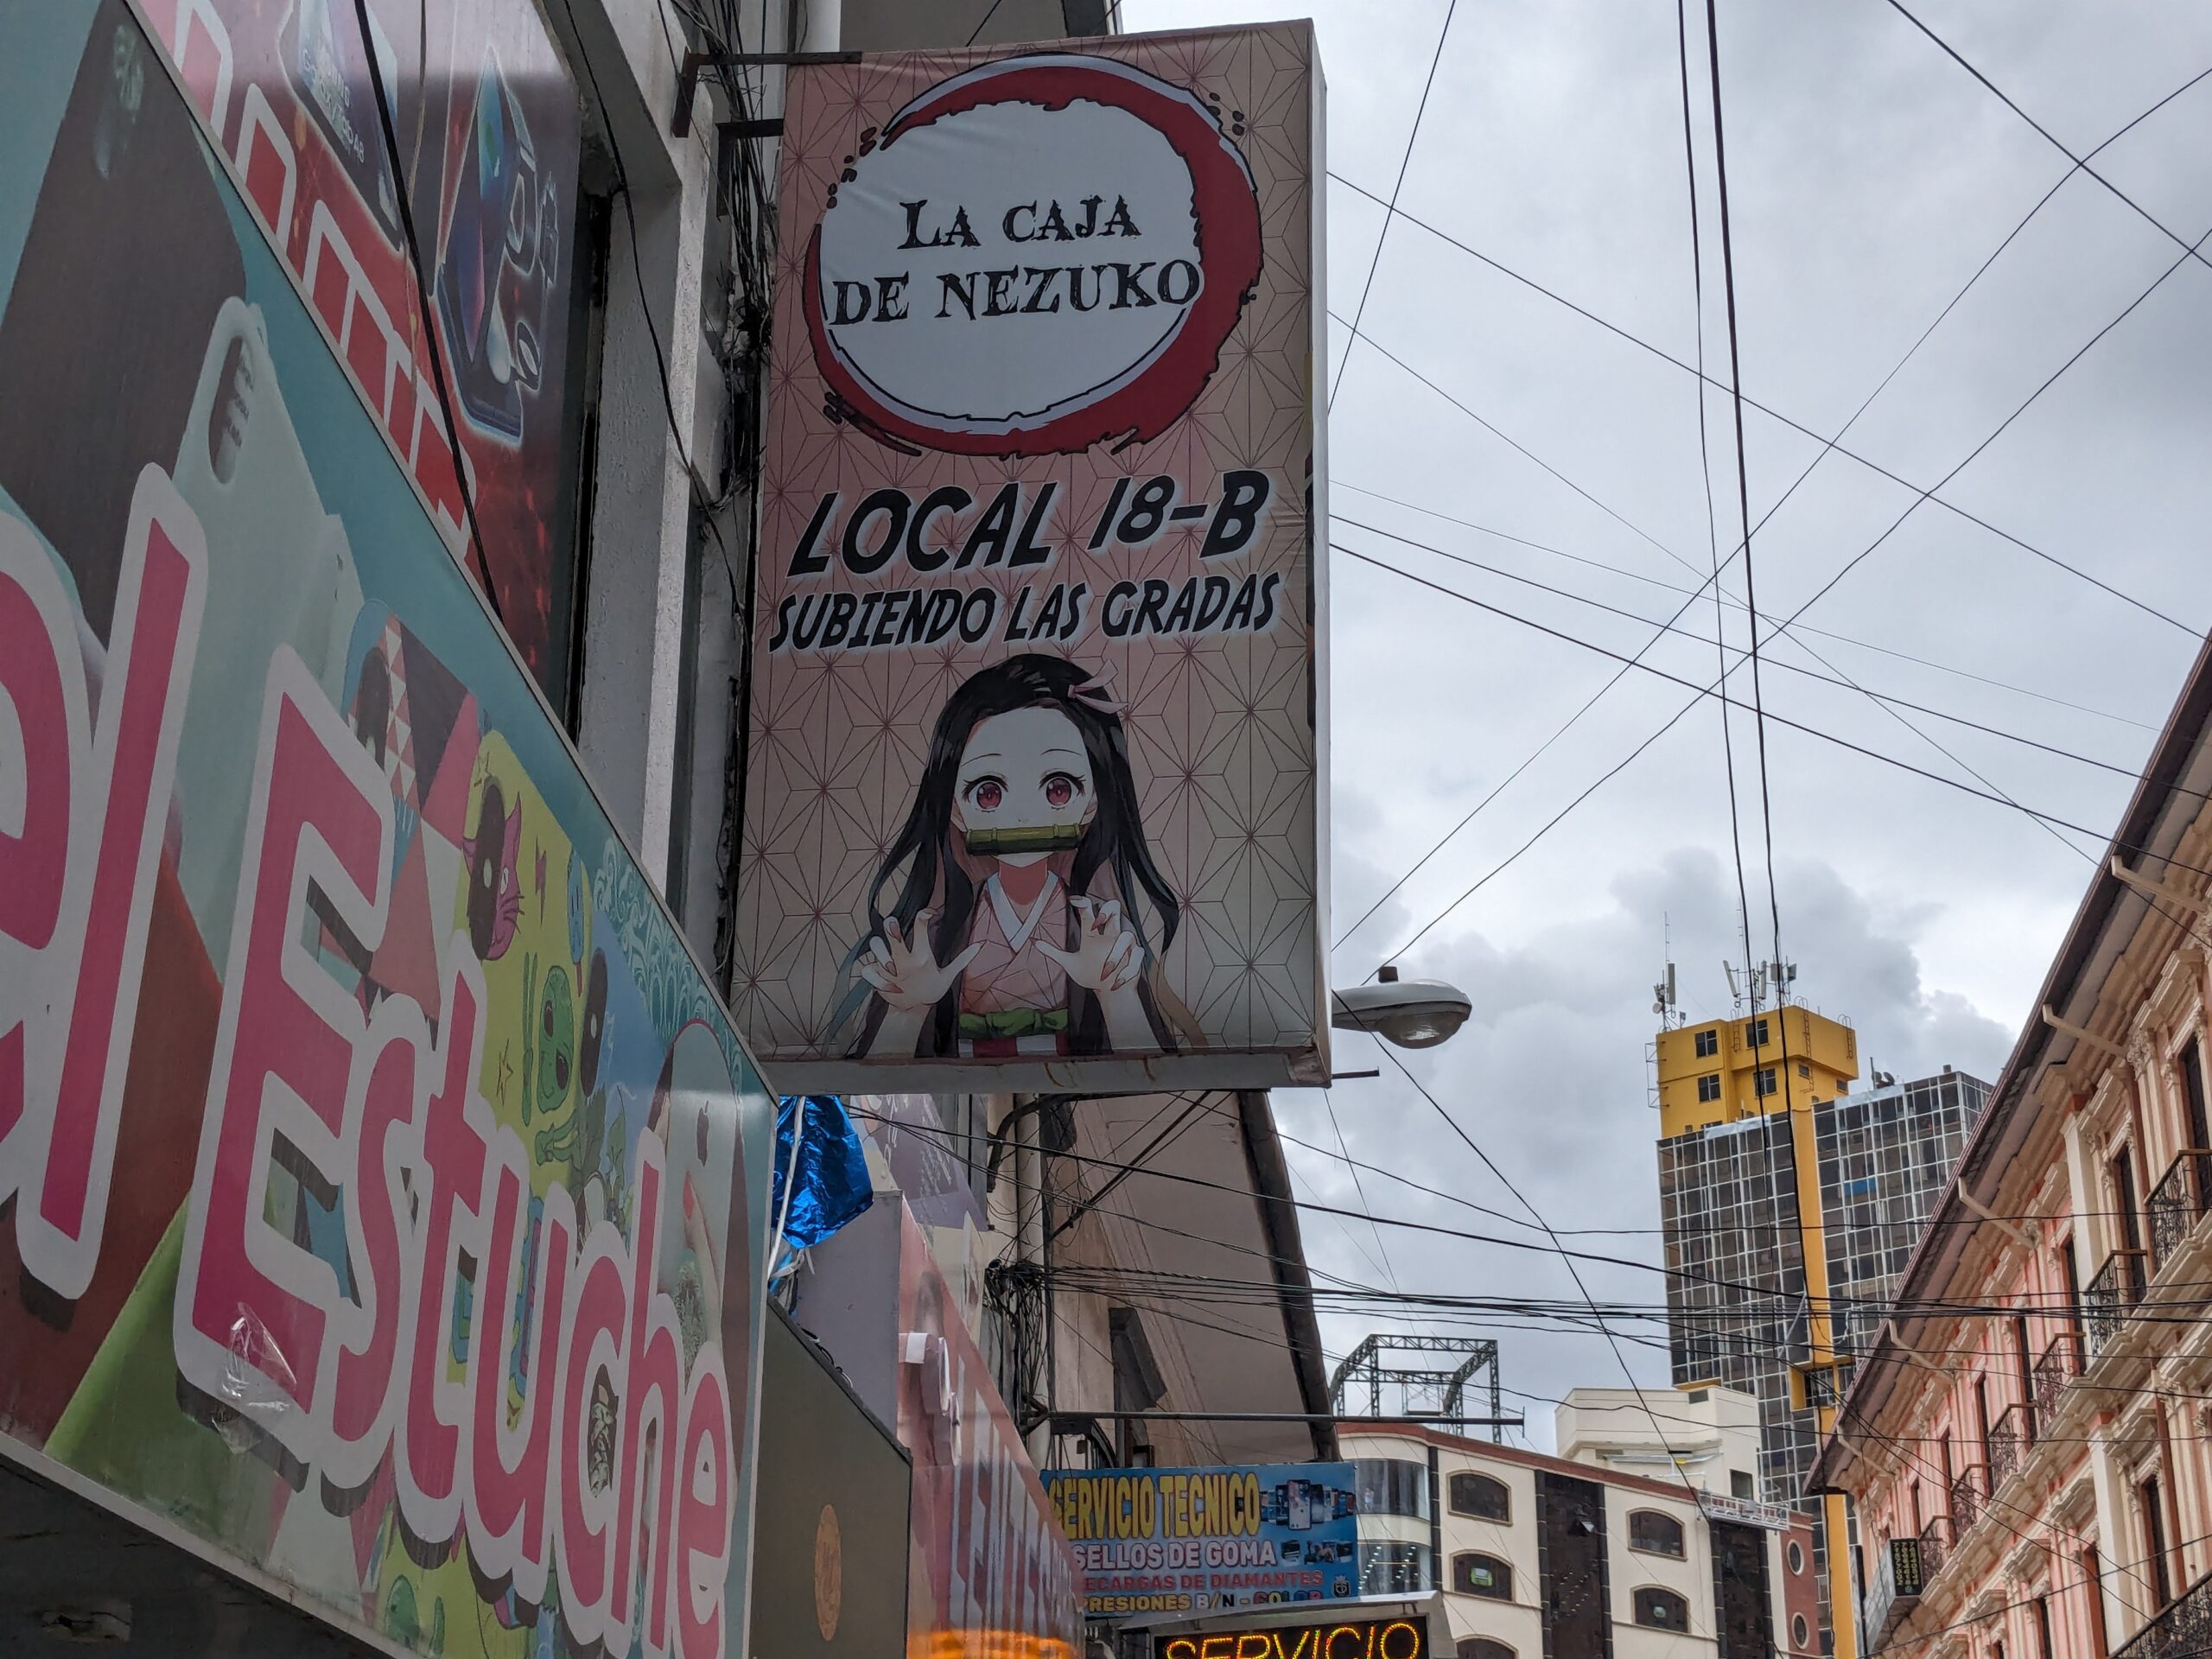 LA CAJA
DE NEZUKO
LOCAL 18-B
SUBIENDO LAS GRADAS
el Estuche
SERVICIO TECNICO
SELLOS DE GOMA
RECARGAS DE DIAMANTES
SERVICIO